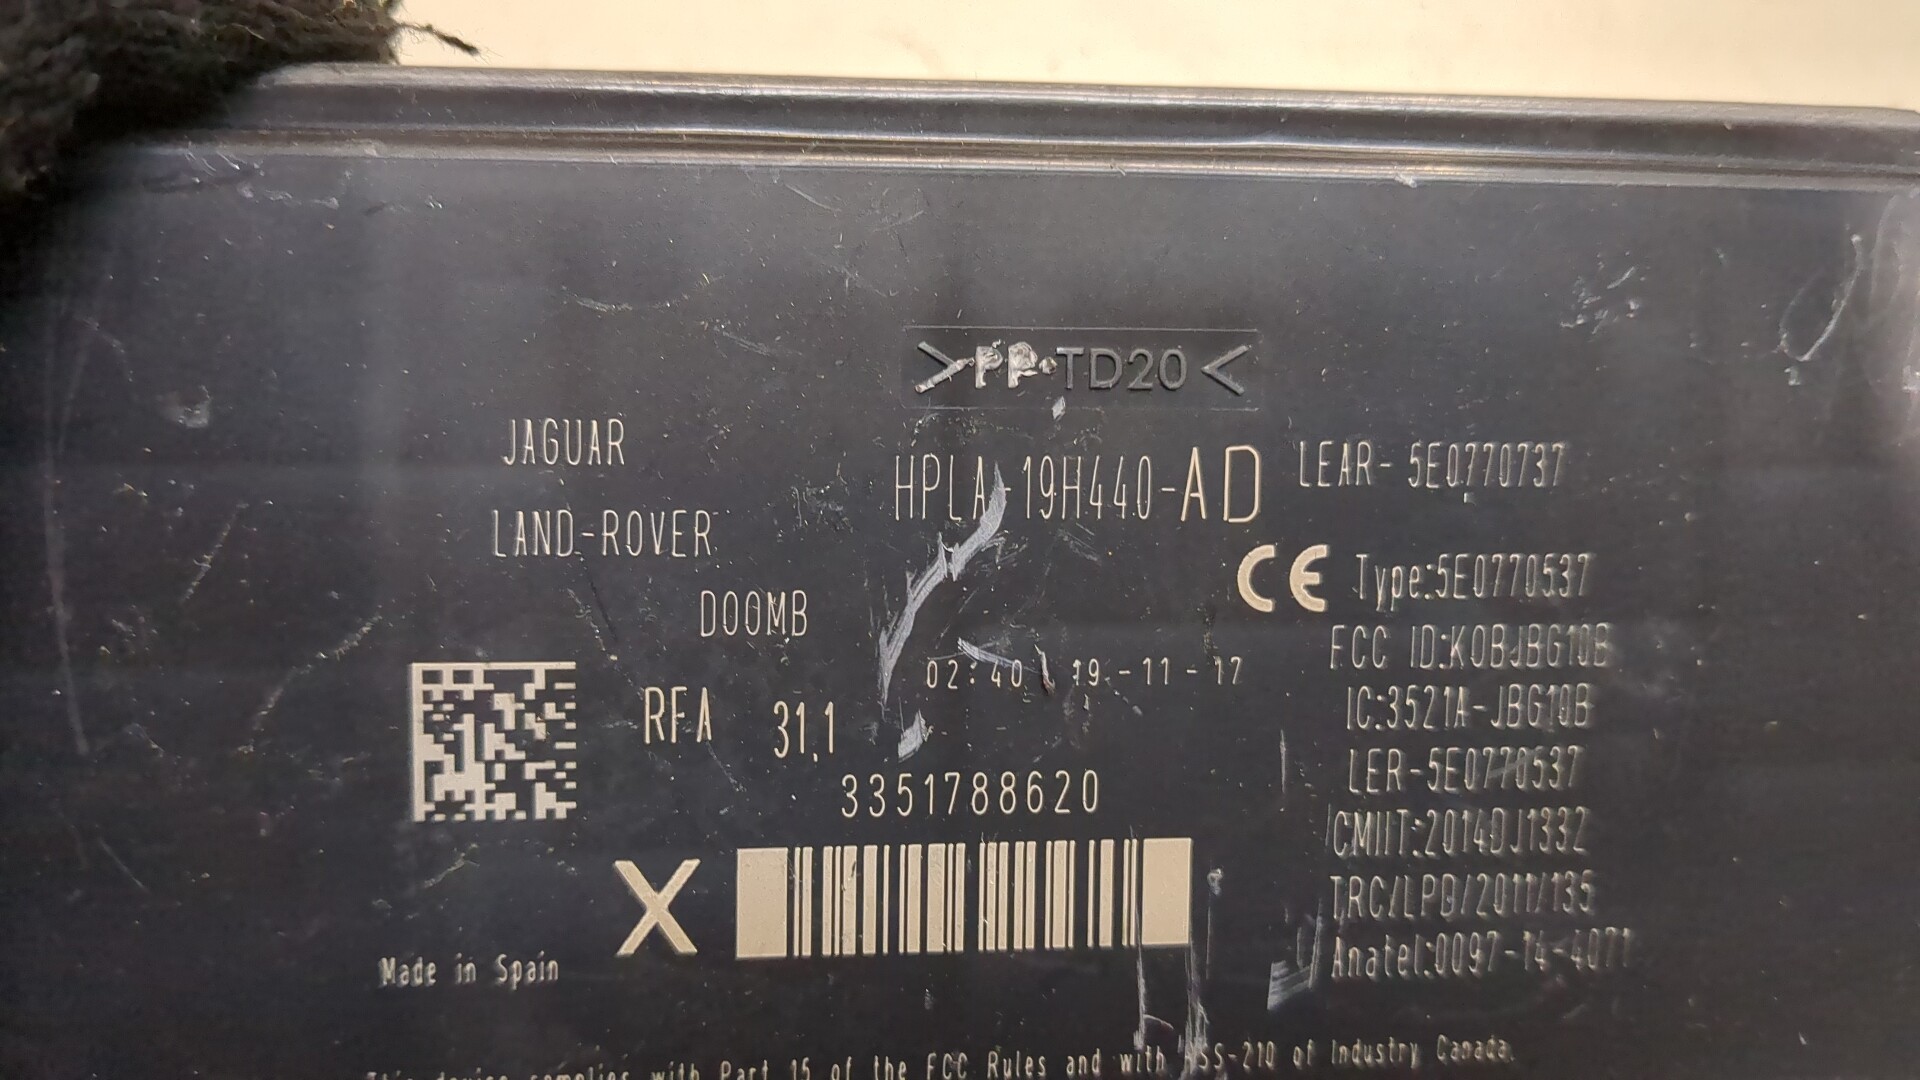 >PP-TD20<
JAGUAR
LAND-ROVER
HPLA-19H440-AD
LEAR-5E0770737
D00MB
CE
Type:5E0770537
FCC ID:K0BJBG10B
IC:3521A-JBG10B
LER-5E0770537
CMIIT:2014DJ1332
TRC/LPD/2011/135
Anatel:0097-14-4071
02:40 19-11-17
RFA 31,1
3351788620
X
Made in Spain
This device complies with Part 15 of the FCC Rules and with RSS-210 of Industry Canada.